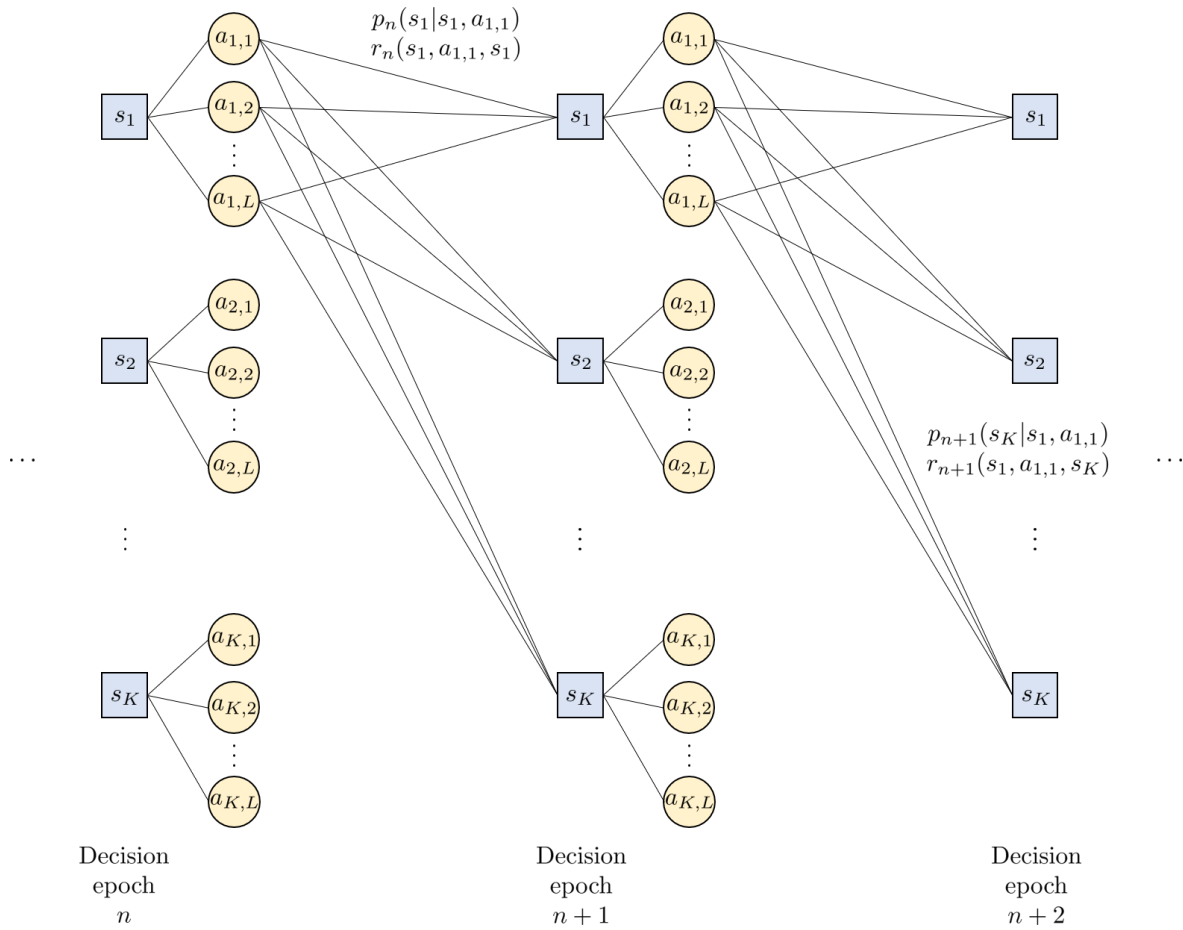 p_n(s_1|s_1, a_{1,1})
r_n(s_1, a_{1,1}, s_1)
a_{1,1}
a_{1,1}
s_1
a_{1,2}
s_1
a_{1,2}
s_1
⋮
⋮
a_{1,L}
a_{1,L}
a_{2,1}
a_{2,1}
s_2
a_{2,2}
s_2
a_{2,2}
s_2
⋮
⋮
p_{n+1}(s_K|s_1, a_{1,1})
r_{n+1}(s_1, a_{1,1}, s_K)
…
a_{2,L}
a_{2,L}
…
⋮
⋮
⋮
a_{K,1}
a_{K,1}
s_K
a_{K,2}
s_K
a_{K,2}
s_K
⋮
⋮
a_{K,L}
a_{K,L}
Decision
epoch
n
Decision
epoch
n + 1
Decision
epoch
n + 2